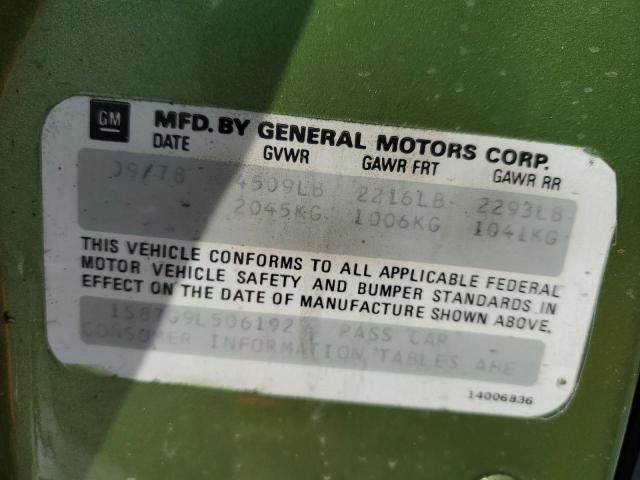 GM MFD. BY GENERAL MOTORS CORP.
DATE GVWR GAWR FRT GAWR RR
09/78 4509LB 2216LB 2293LB
2045KG 1006KG 1041KG
THIS VEHICLE CONFORMS TO ALL APPLICABLE FEDERAL
MOTOR VEHICLE SAFETY AND BUMPER STANDARDS IN
EFFECT ON THE DATE OF MANUFACTURE SHOWN ABOVE.
1S87G9L506192 PASS CAR
CONSUMER INFORMATION TABLES ARE
14006836